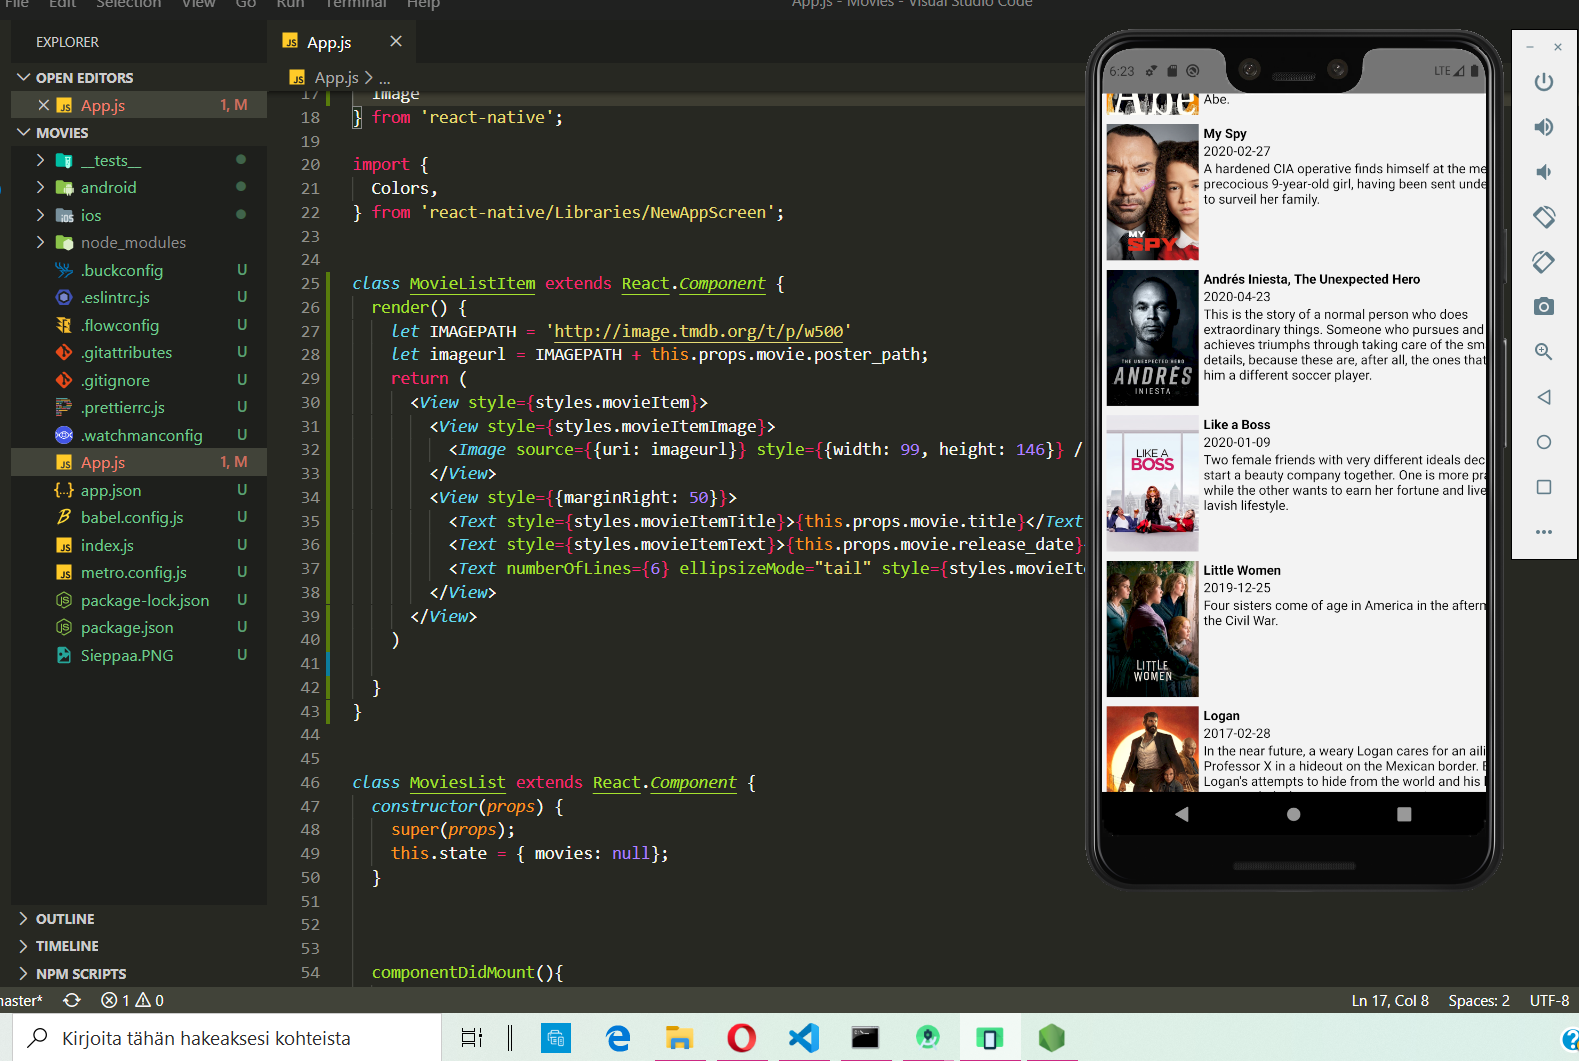 File Edit Selection View Go Run Terminal Help
App.js - Movies - Visual Studio Code
EXPLORER
OPEN EDITORS
App.js 1, M
MOVIES
__tests__
android
ios
node_modules
.buckconfig U
.eslintrc.js U
.flowconfig U
.gitattributes U
.gitignore U
.prettierrc.js U
.watchmanconfig U
App.js 1, M
app.json U
babel.config.js U
index.js U
metro.config.js U
package-lock.json U
package.json U
Sieppaa.PNG U
OUTLINE
TIMELINE
NPM SCRIPTS
App.js
App.js > ...
17 Image
18 } from 'react-native';
19
20 import {
21 Colors,
22 } from 'react-native/Libraries/NewAppScreen';
23
24
25 class MovieListItem extends React.Component {
26 render() {
27 let IMAGEPATH = 'http://image.tmdb.org/t/p/w500'
28 let imageurl = IMAGEPATH + this.props.movie.poster_path;
29 return (
30 <View style={styles.movieItem}>
31 <View style={styles.movieItemImage}>
32 <Image source={{uri: imageurl}} style={{width: 99, height: 146}} /
33 </View>
34 <View style={{marginRight: 50}}>
35 <Text style={styles.movieItemTitle}>{this.props.movie.title}</Text
36 <Text style={styles.movieItemText}>{this.props.movie.release_date}
37 <Text numberOfLines={6} ellipsizeMode="tail" style={styles.movieIt
38 </View>
39 </View>
40 )
41
42 }
43 }
44
45
46 class MoviesList extends React.Component {
47 constructor(props) {
48 super(props);
49 this.state = { movies: null};
50 }
51
52
53
54 componentDidMount(){
6:23 LTE
Abe
Abe.
MY SPY
My Spy
2020-02-27
A hardened CIA operative finds himself at the me
precocious 9-year-old girl, having been sent unde
to surveil her family.
THE UNEXPECTED HERO
ANDRÉS
INIESTA
Andrés Iniesta, The Unexpected Hero
2020-04-23
This is the story of a normal person who does
extraordinary things. Someone who pursues and
achieves triumphs through taking care of the sm
details, because these are, after all, the ones that
him a different soccer player.
LIKE A
BOSS
Like a Boss
2020-01-09
Two female friends with very different ideals dec
start a beauty company together. One is more pra
while the other wants to earn her fortune and live
lavish lifestyle.
LITTLE
WOMEN
Little Women
2019-12-25
Four sisters come of age in America in the aftern
the Civil War.
Logan
2017-02-28
In the near future, a weary Logan cares for an aili
Professor X in a hideout on the Mexican border.
Logan's attempts to hide from the world and his
master* 1 0
Ln 17, Col 8 Spaces: 2 UTF-8
Kirjoita tähän hakeaksesi kohteista